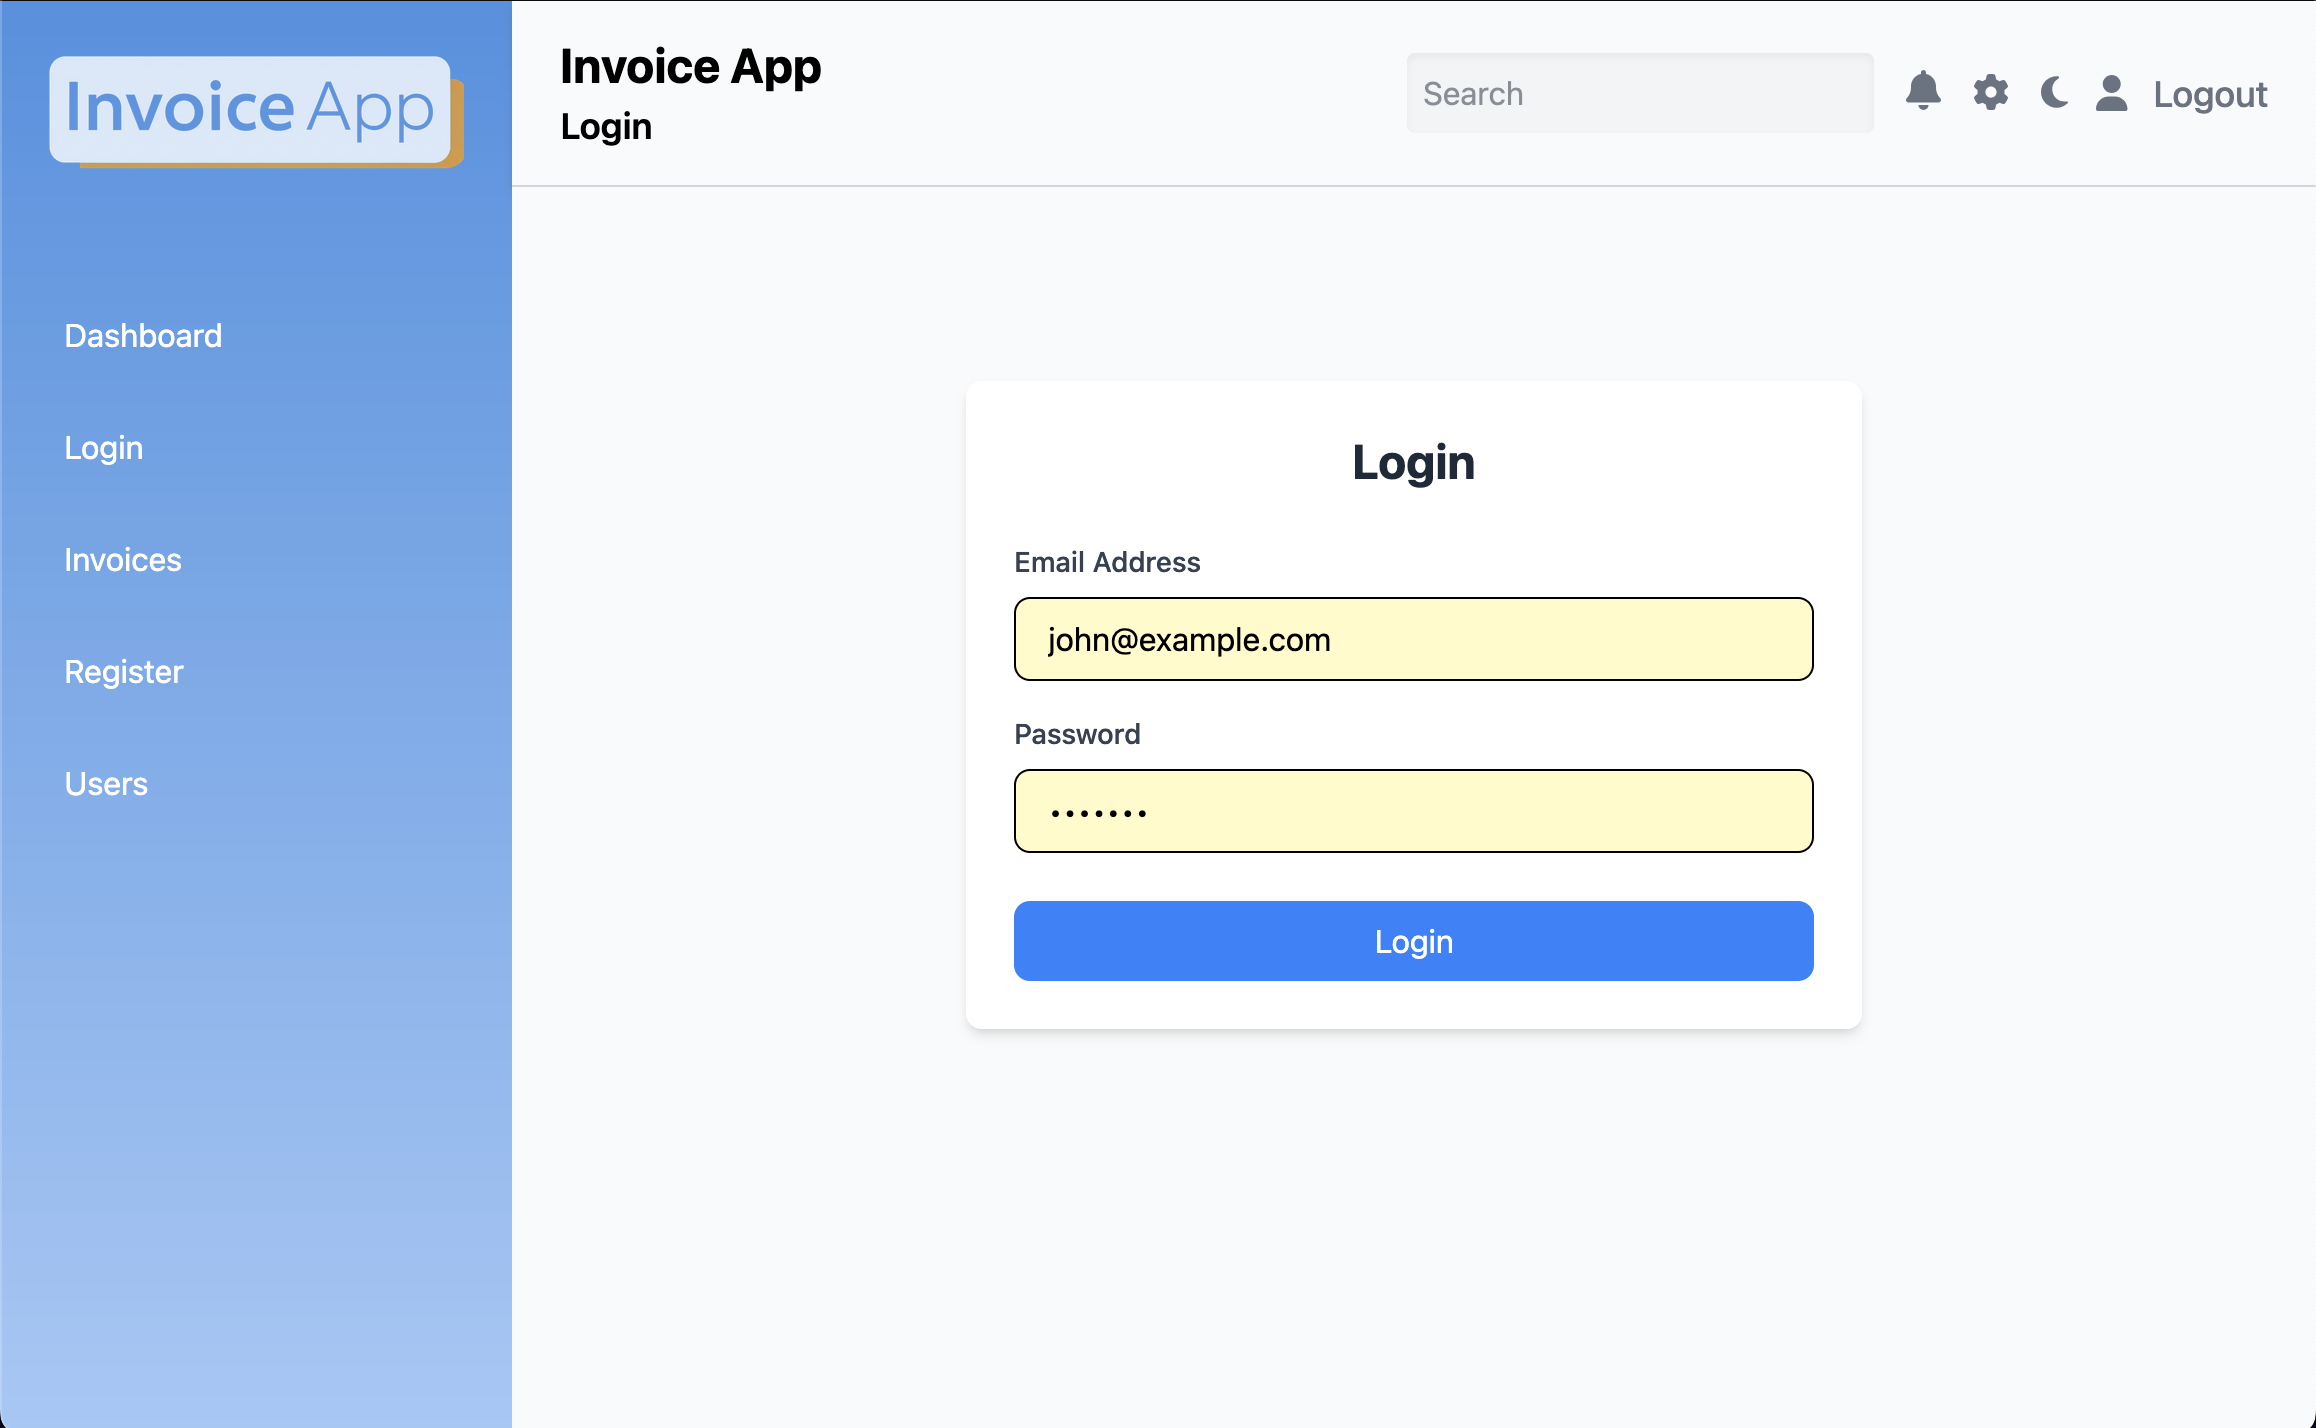 Invoice App
Dashboard
Login
Invoices
Register
Users
Invoice App
Login
Search
Logout
Login
Email Address
john@example.com
Password
•••••••
Login